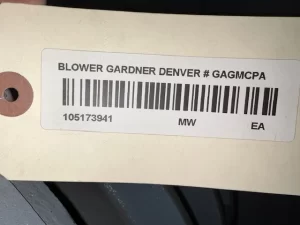 BLOWER GARDNER DENVER # GAGMCPA
105173941 MW EA